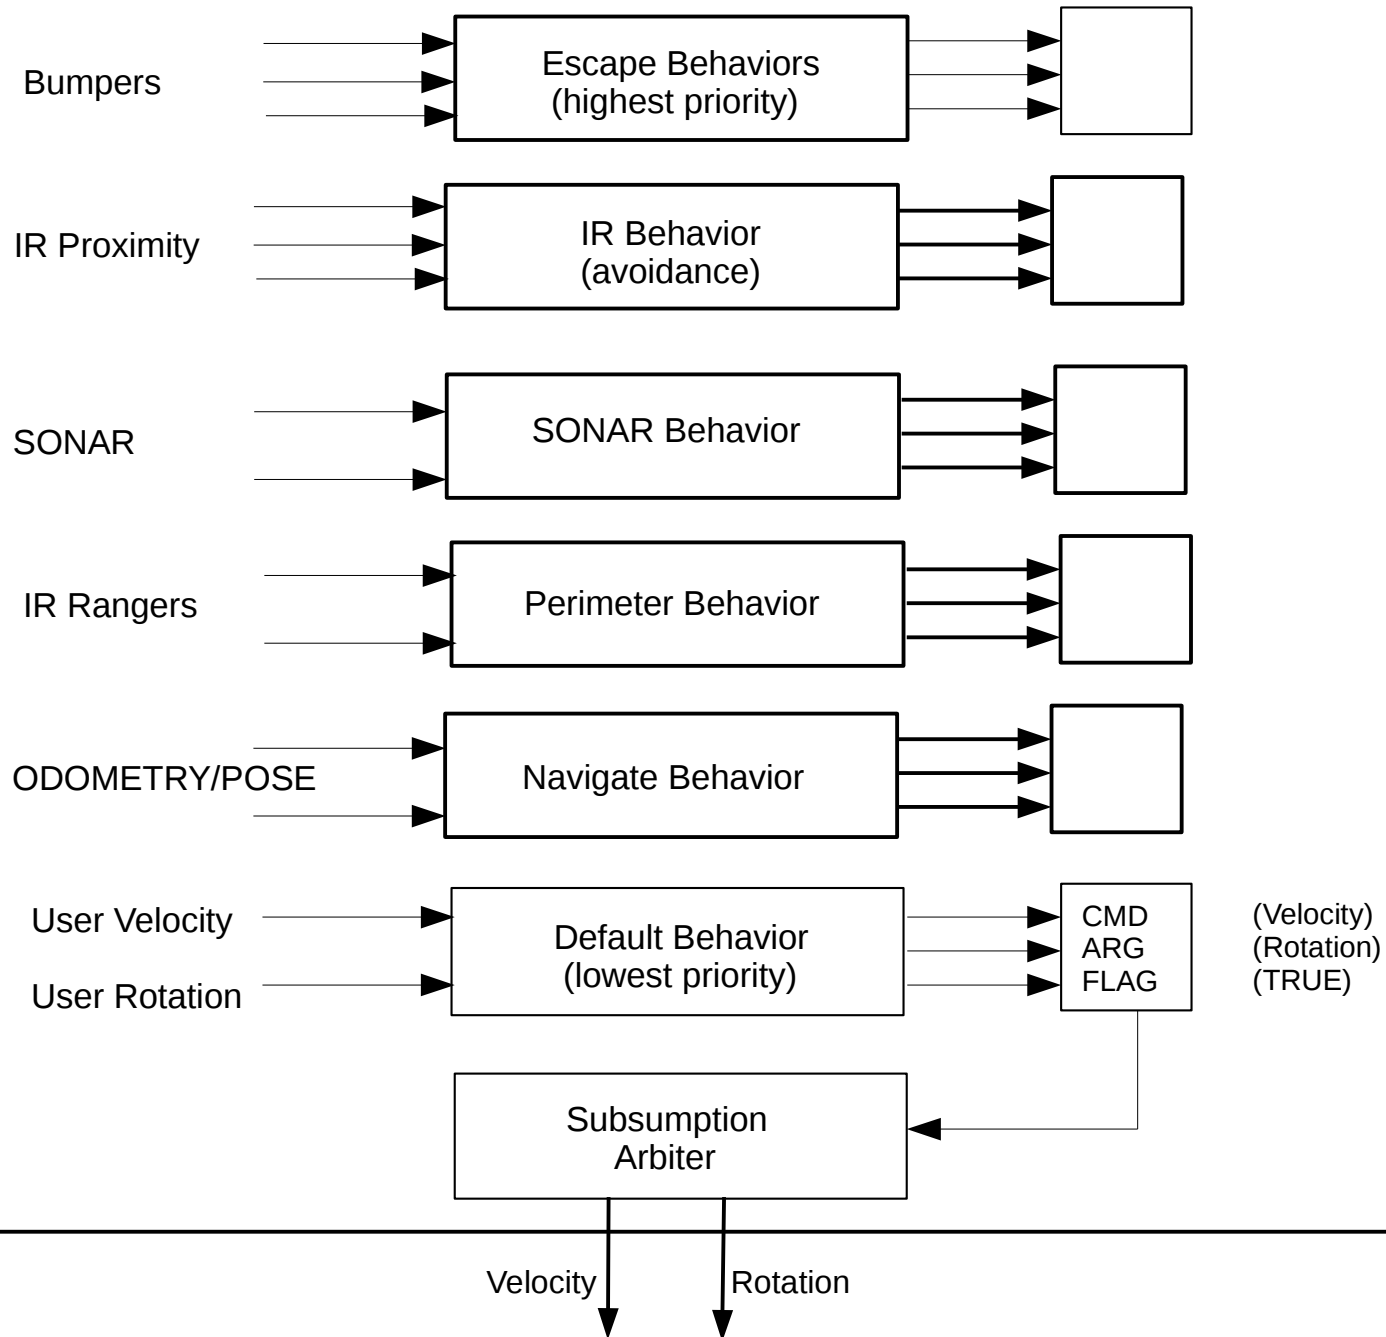 Bumpers
Escape Behaviors
(highest priority)
IR Proximity
IR Behavior
(avoidance)
SONAR
SONAR Behavior
IR Rangers
Perimeter Behavior
ODOMETRY/POSE
Navigate Behavior
User Velocity
User Rotation
Default Behavior
(lowest priority)
CMD
ARG
FLAG
(Velocity)
(Rotation)
(TRUE)
Subsumption
Arbiter
Velocity
Rotation